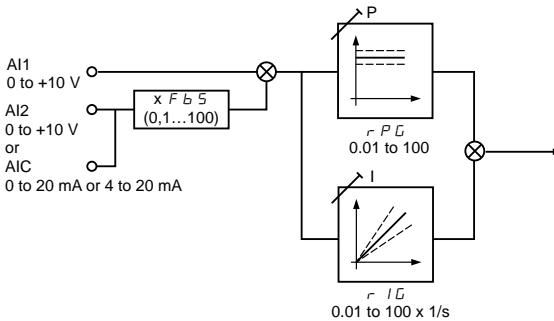 AI1
0 to +10 V
AI2
0 to +10 V
or
AIC
0 to 20 mA or 4 to 20 mA
x FbS
(0,1...100)
P
rPG
0.01 to 100
I
rIG
0.01 to 100 x 1/s